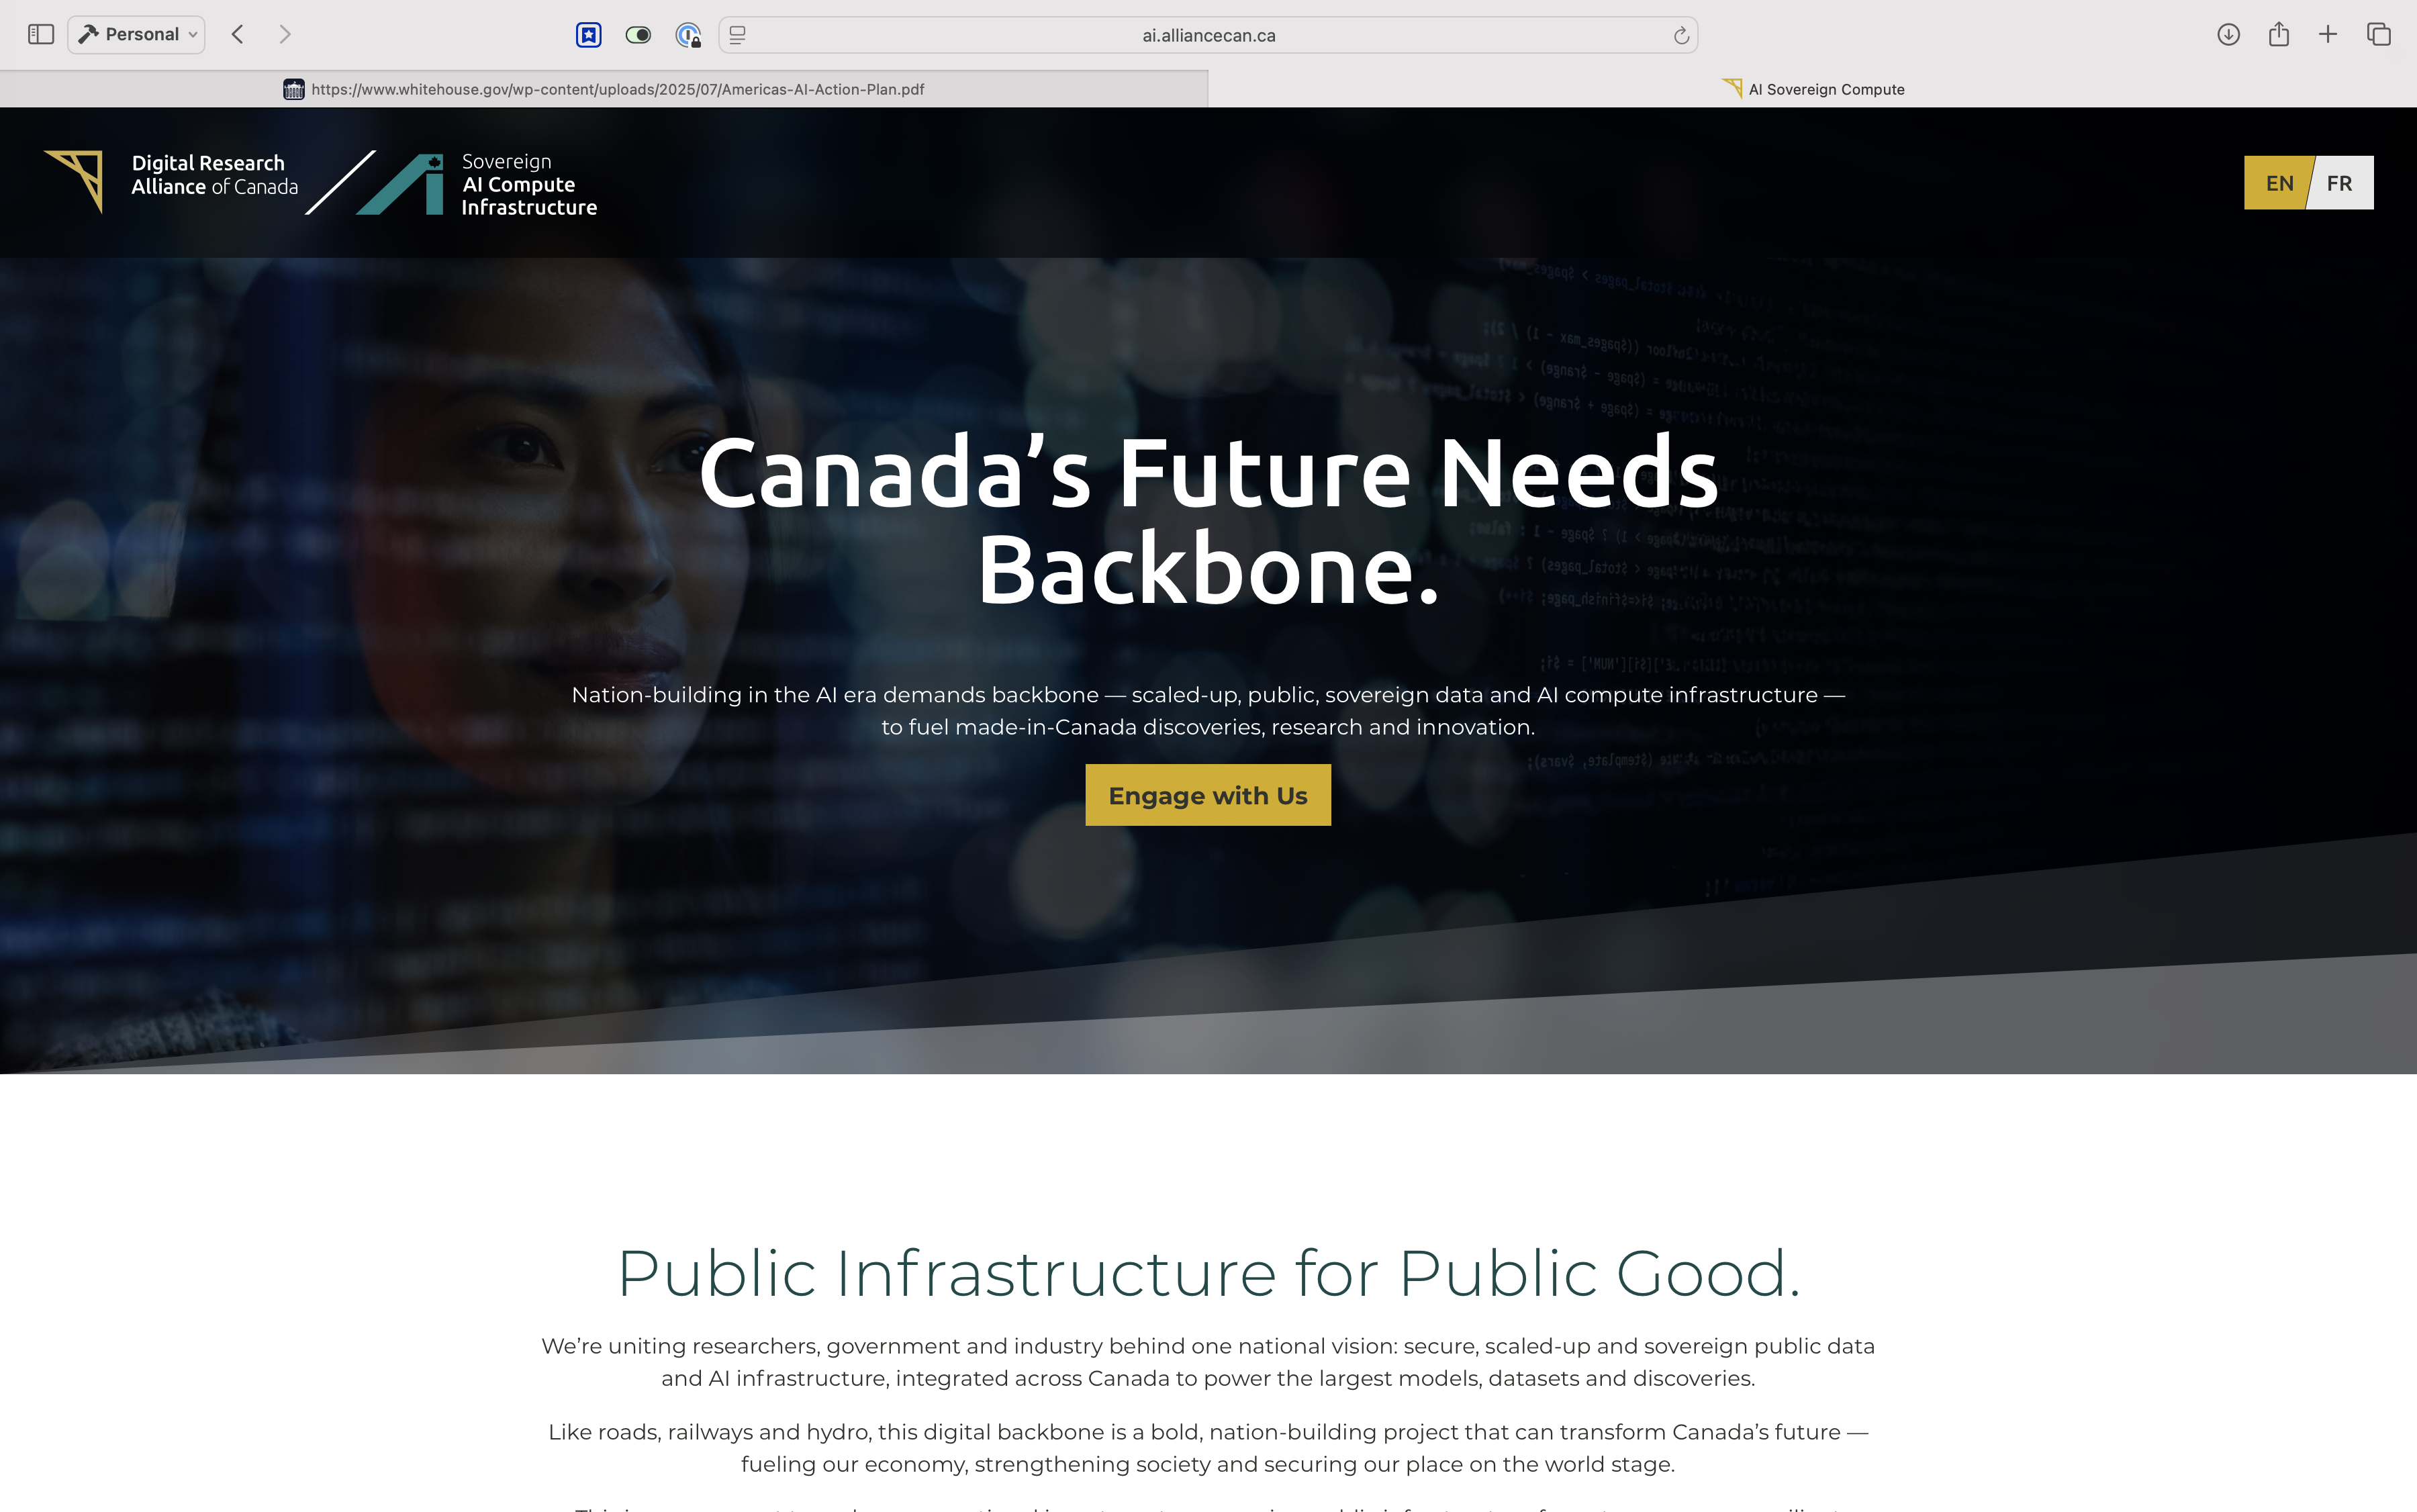 Personal
ai.alliancecan.ca
https://www.whitehouse.gov/wp-content/uploads/2025/07/Americas-AI-Action-Plan.pdf
AI Sovereign Compute
Digital Research
Alliance of Canada
Sovereign
AI Compute
Infrastructure
EN
FR
Canada’s Future Needs
Backbone.
Nation-building in the AI era demands backbone — scaled-up, public, sovereign data and AI compute infrastructure —
to fuel made-in-Canada discoveries, research and innovation.
Engage with Us
Public Infrastructure for Public Good.
We’re uniting researchers, government and industry behind one national vision: secure, scaled-up and sovereign public data
and AI infrastructure, integrated across Canada to power the largest models, datasets and discoveries.
Like roads, railways and hydro, this digital backbone is a bold, nation-building project that can transform Canada’s future —
fueling our economy, strengthening society and securing our place on the world stage.